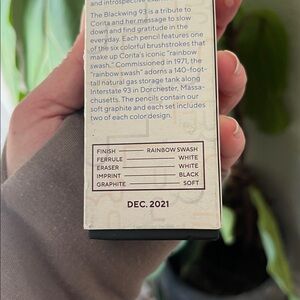 and introspective
The Blackwing 93 is a tribute to
Corita and her message to slow
down and find gratitude in the
everyday. Each pencil features one
of the six colorful brushstrokes that
make up Corita's iconic "rainbow
swash." Commissioned in 1971, the
"rainbow swash" adorns a 140-foot-
tall natural gas storage tank along
Interstate 93 in Dorchester, Massa-
chusetts. The pencils contain our
soft graphite and each set includes
two of each color design.
FINISH RAINBOW SWASH
FERRULE WHITE
ERASER WHITE
IMPRINT BLACK
GRAPHITE SOFT
DEC. 2021